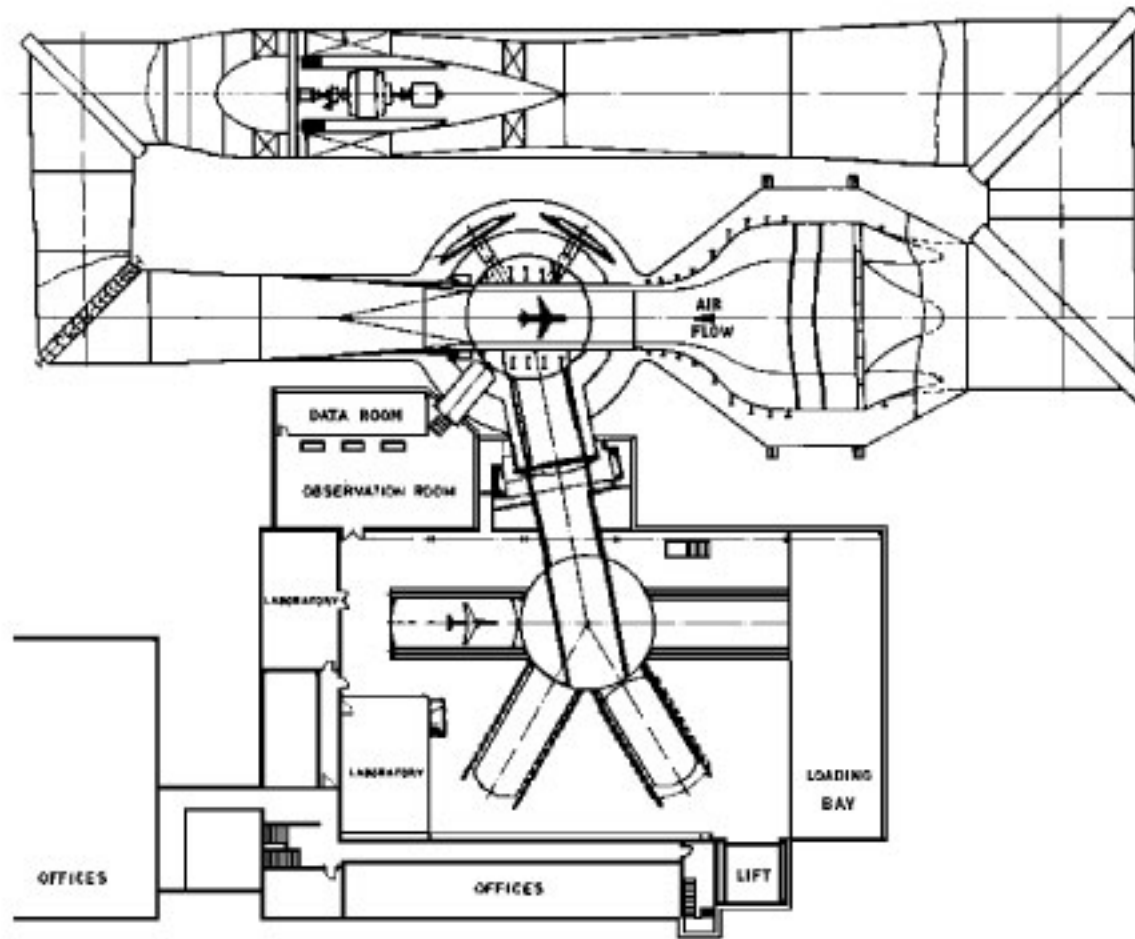 AIR
FLOW
DATA ROOM
OBSERVATION ROOM
LABORATORY
LABORATORY
LOADING
BAY
OFFICES
OFFICES
LIFT